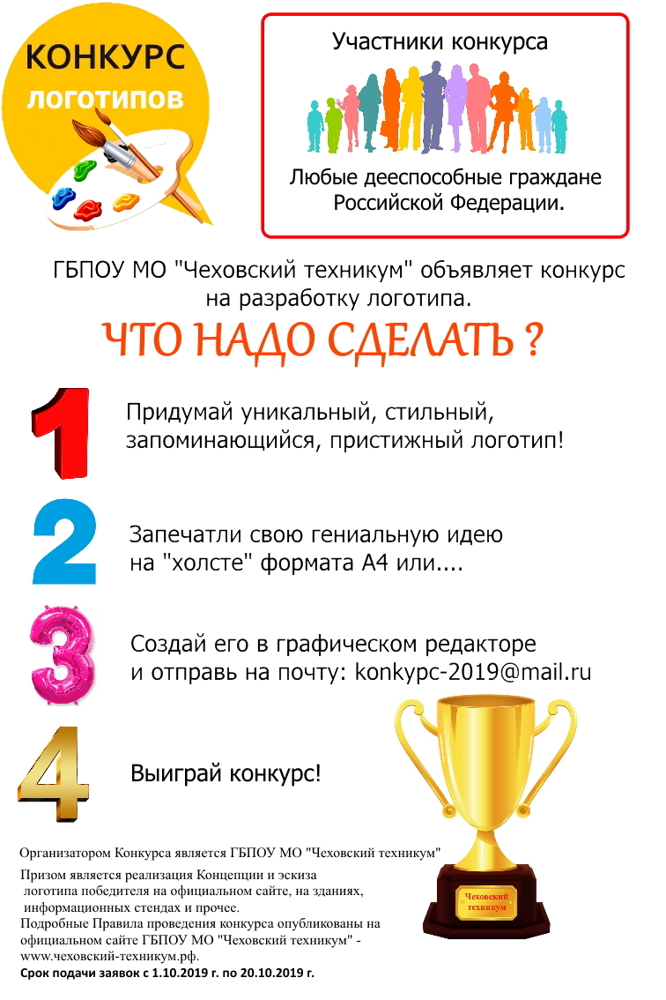 КОНКУРС
ЛОГОТИПОВ
Участники конкурса
Любые дееспособные граждане
Российской Федерации.
ГБПОУ МО "Чеховский техникум" объявляет конкурс
на разработку логотипа.
ЧТО НАДО СДЕЛАТЬ ?
1
Придумай уникальный, стильный,
запоминающийся, пристижный логотип!
2
Запечатли свою гениальную идею
на "холсте" формата А4 или....
3
Создай его в графическом редакторе
и отправь на почту: konkypc-2019@mail.ru
4
Выиграй конкурс!
Организатором Конкурса является ГБПОУ МО "Чеховский техникум"
Призом является реализация Концепции и эскиза
логотипа победителя на официальном сайте, на зданиях,
информационных стендах и прочее.
Подробные Правила проведения конкурса опубликованы на
официальном сайте ГБПОУ МО "Чеховский техникум" -
www.чеховский-техникум.рф.
Срок подачи заявок с 1.10.2019 г. по 20.10.2019 г.
Чеховский
техникум